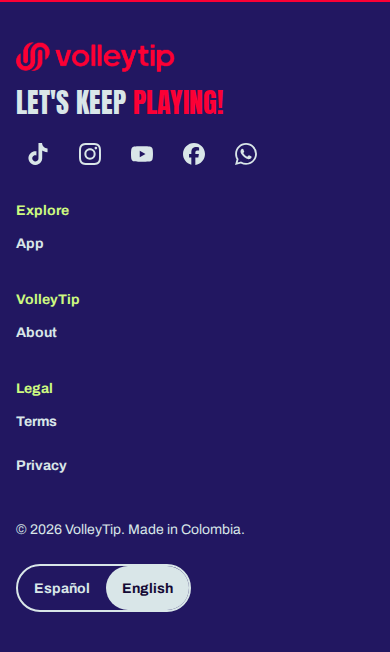 volleytip
LET'S KEEP PLAYING!
Explore
App
VolleyTip
About
Legal
Terms
Privacy
© 2026 VolleyTip. Made in Colombia.
Español English